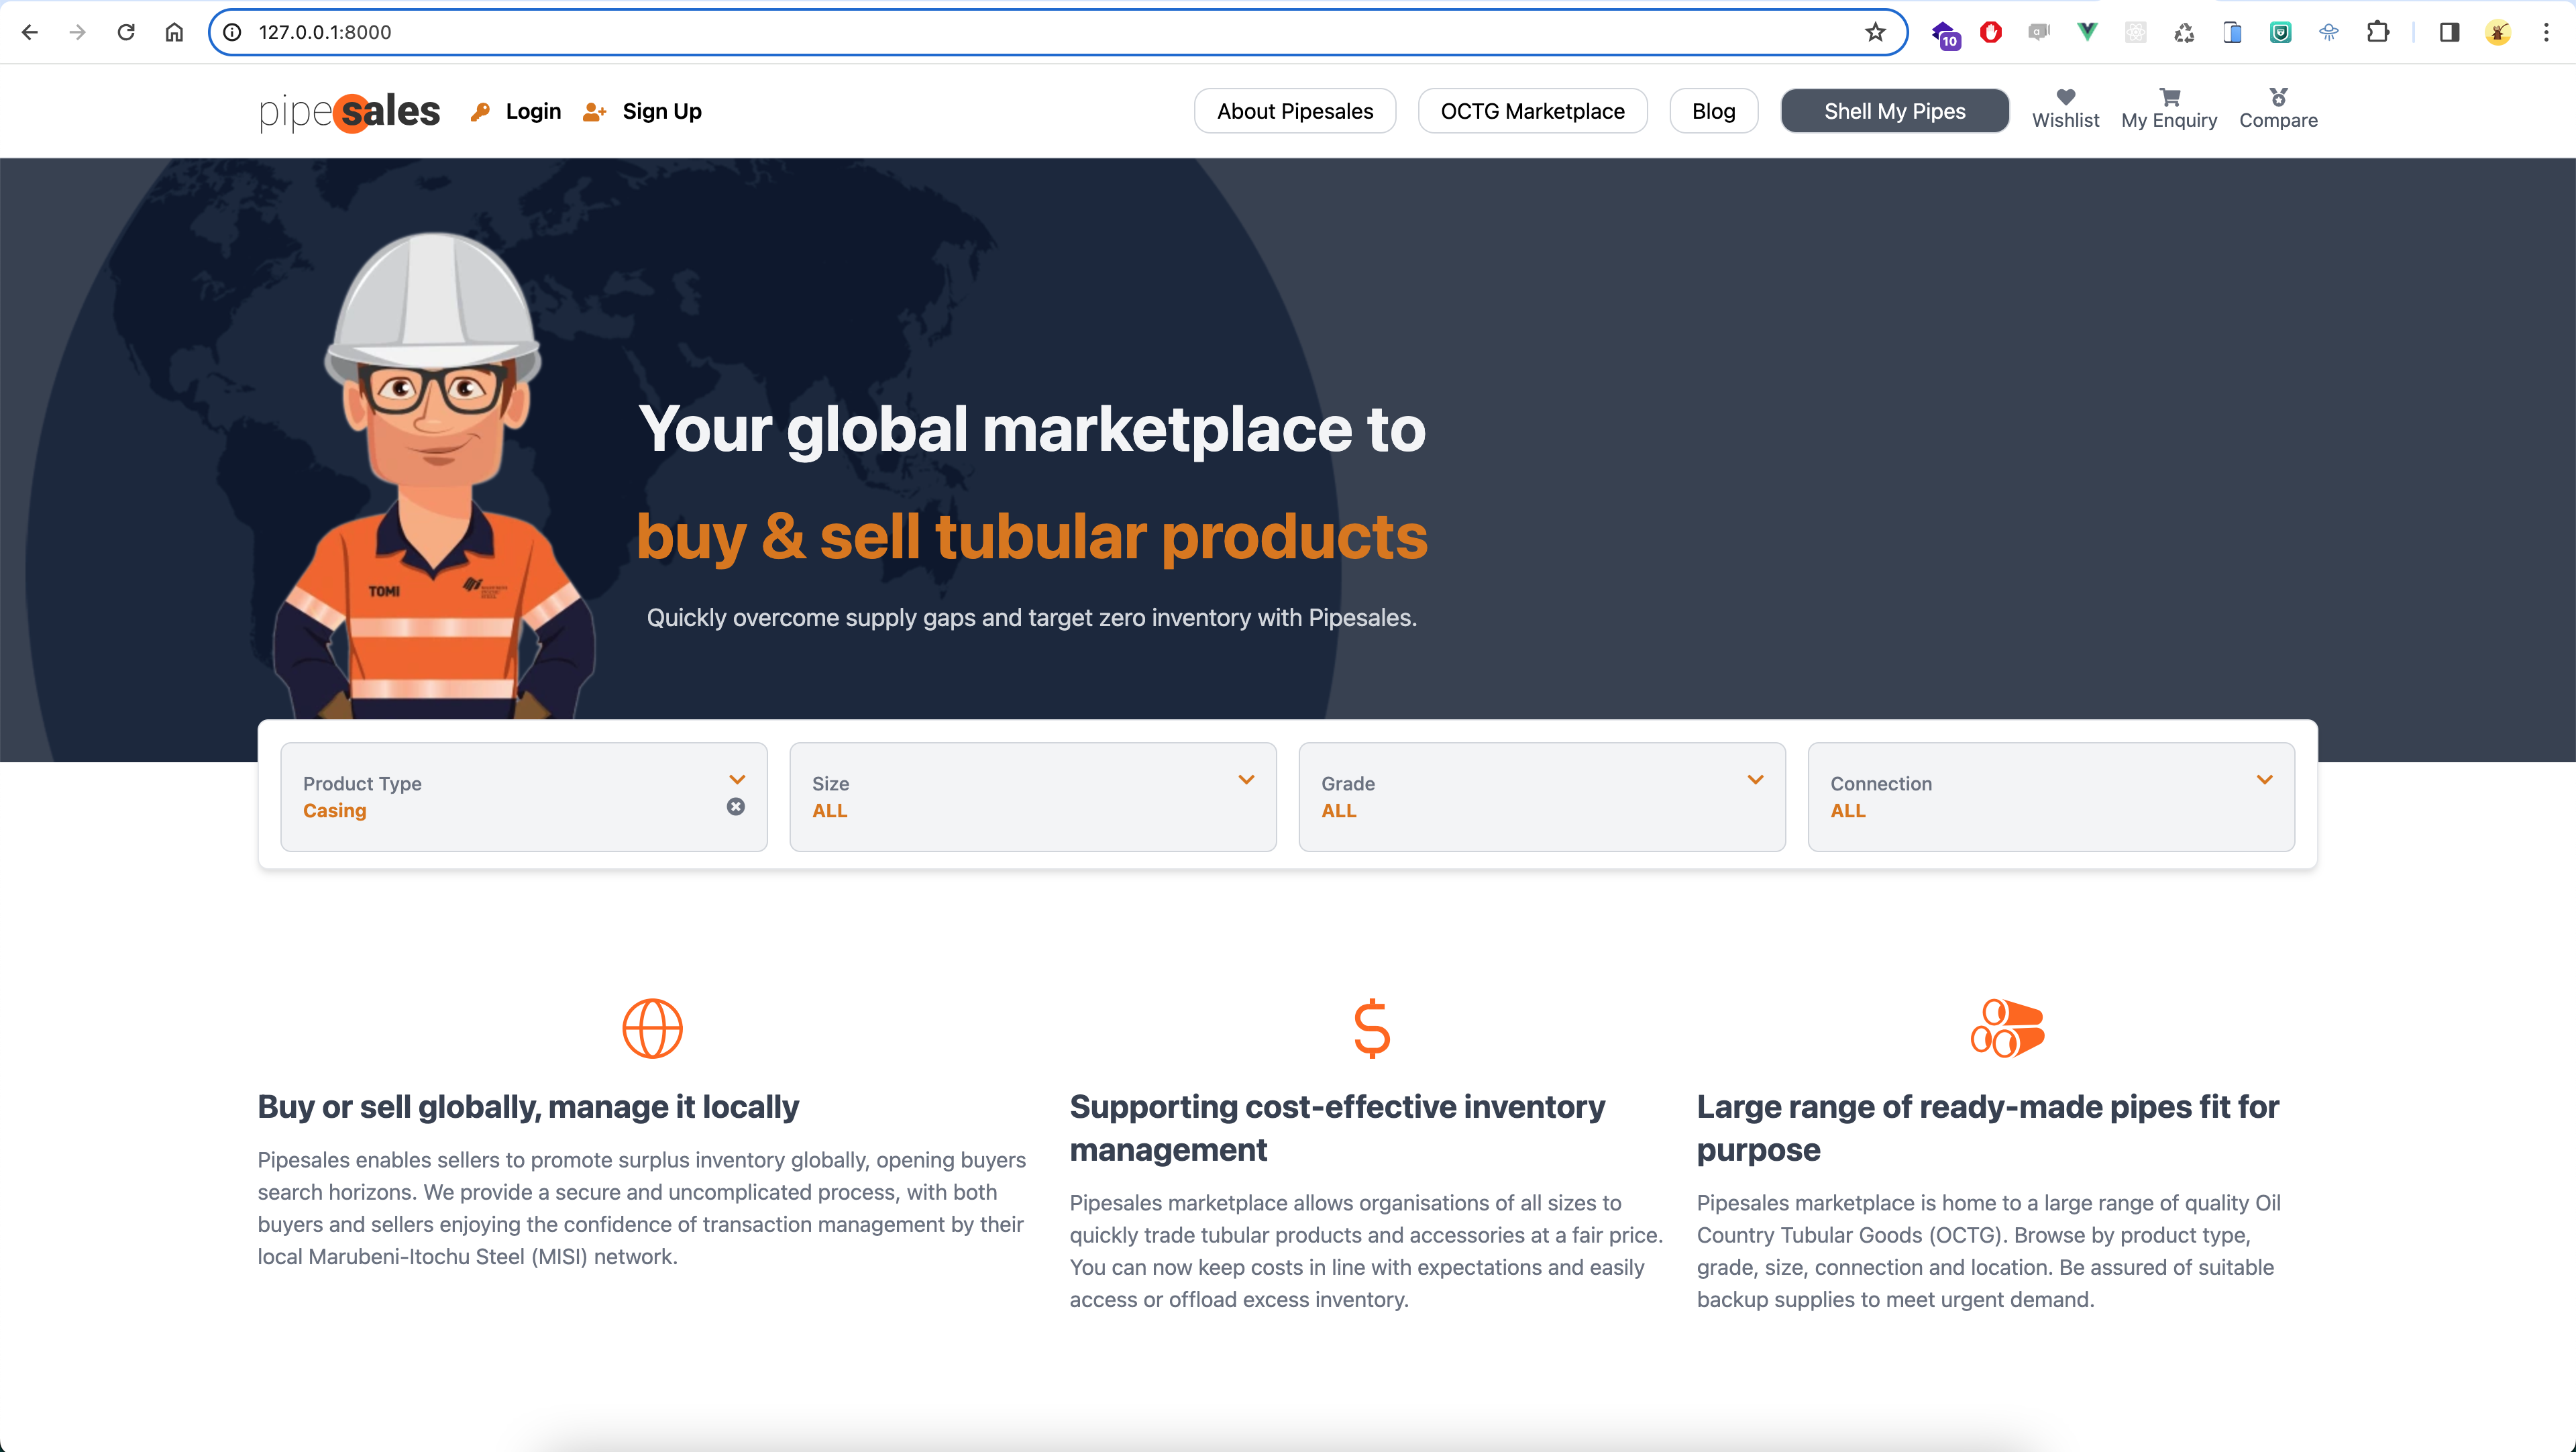 127.0.0.1:8000
10
pipesales
Login
Sign Up
About Pipesales
OCTG Marketplace
Blog
Shell My Pipes
Wishlist
My Enquiry
Compare
Your global marketplace to
buy & sell tubular products
Quickly overcome supply gaps and target zero inventory with Pipesales.
TOMI
Product Type
Casing
Size
ALL
Grade
ALL
Connection
ALL
Buy or sell globally, manage it locally
Pipesales enables sellers to promote surplus inventory globally, opening buyers
search horizons. We provide a secure and uncomplicated process, with both
buyers and sellers enjoying the confidence of transaction management by their
local Marubeni-Itochu Steel (MISI) network.
Supporting cost-effective inventory
management
Pipesales marketplace allows organisations of all sizes to
quickly trade tubular products and accessories at a fair price.
You can now keep costs in line with expectations and easily
access or offload excess inventory.
Large range of ready-made pipes fit for
purpose
Pipesales marketplace is home to a large range of quality Oil
Country Tubular Goods (OCTG). Browse by product type,
grade, size, connection and location. Be assured of suitable
backup supplies to meet urgent demand.